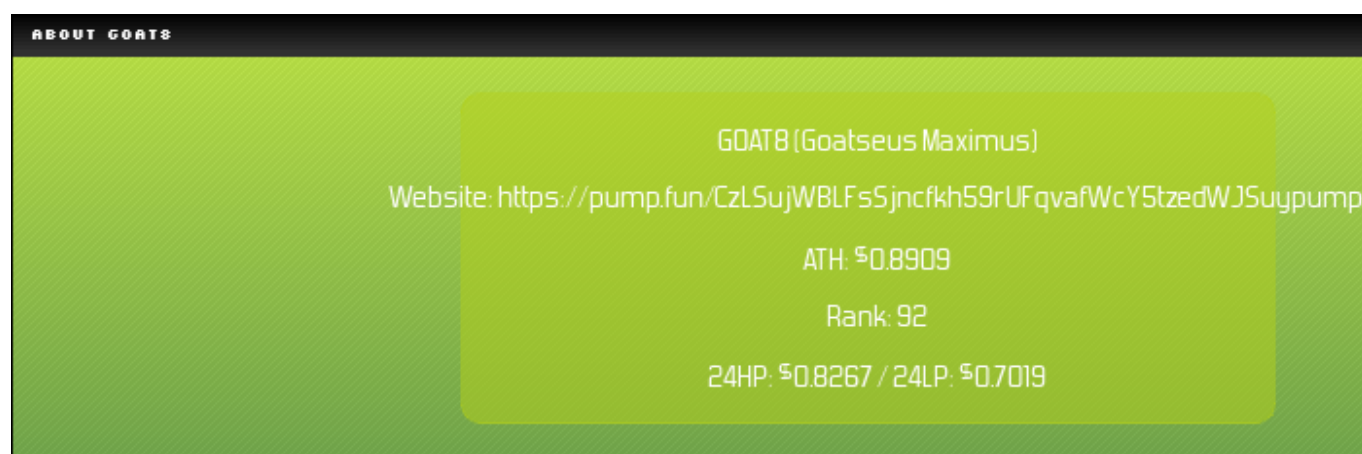 ABOUT GOAT8
GOAT8 (Goatseus Maximus)
Website: https://pump.fun/CzLSujWBLFsSjncfkh59rUFqvafWcY5tzedWJSuypump
ATH: $0.8909
Rank: 92
24HP: $0.8267 / 24LP: $0.7019